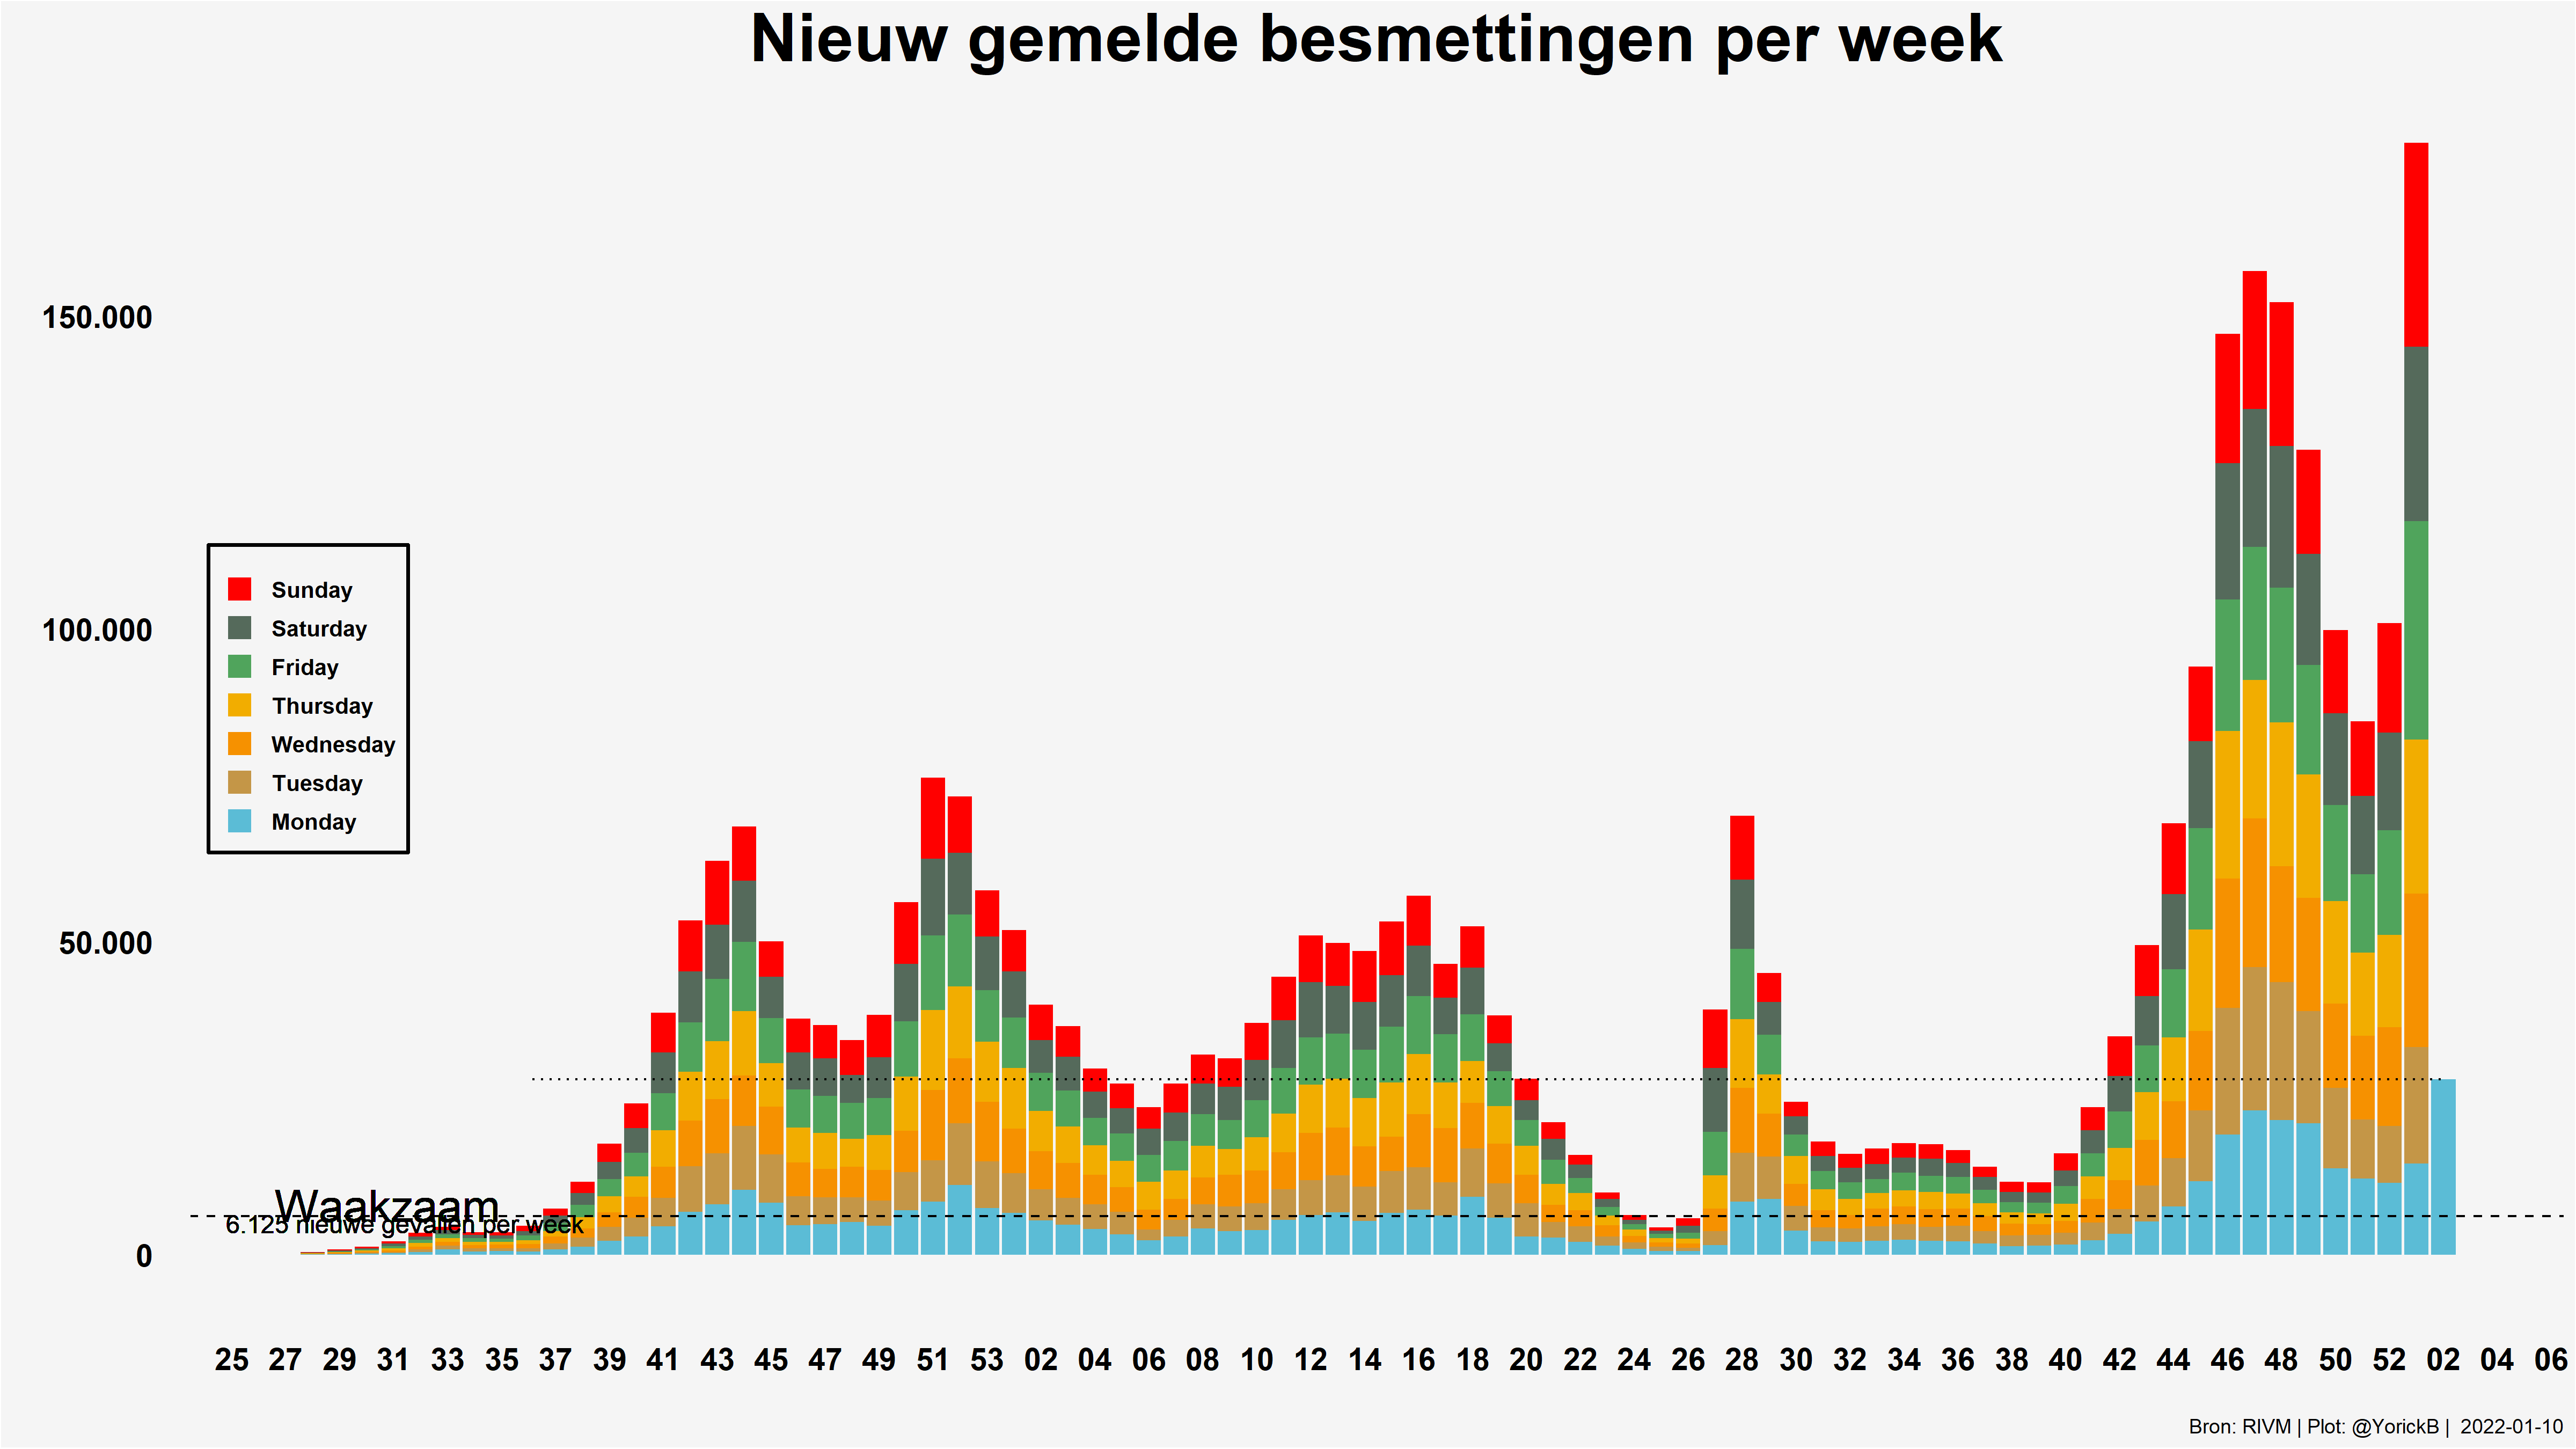 Nieuw gemelde besmettingen per week
150.000
100.000
50.000
0
Sunday
Saturday
Friday
Thursday
Wednesday
Tuesday
Monday
Waakzaam
6.125 nieuwe gevallen per week
25 27 29 31 33 35 37 39 41 43 45 47 49 51 53 02 04 06 08 10 12 14 16 18 20 22 24 26 28 30 32 34 36 38 40 42 44 46 48 50 52 02 04 06
Bron: RIVM | Plot: @YorickB | 2022-01-10